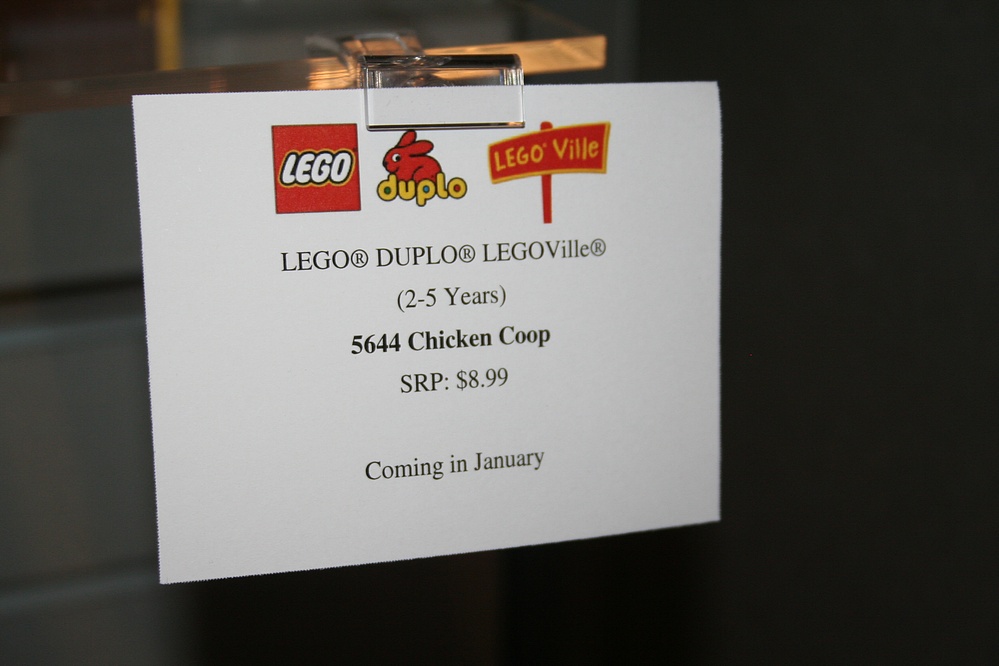 LEGO duplo LEGO® Ville
LEGO® DUPLO® LEGOVille®
(2-5 Years)
5644 Chicken Coop
SRP: $8.99
Coming in January